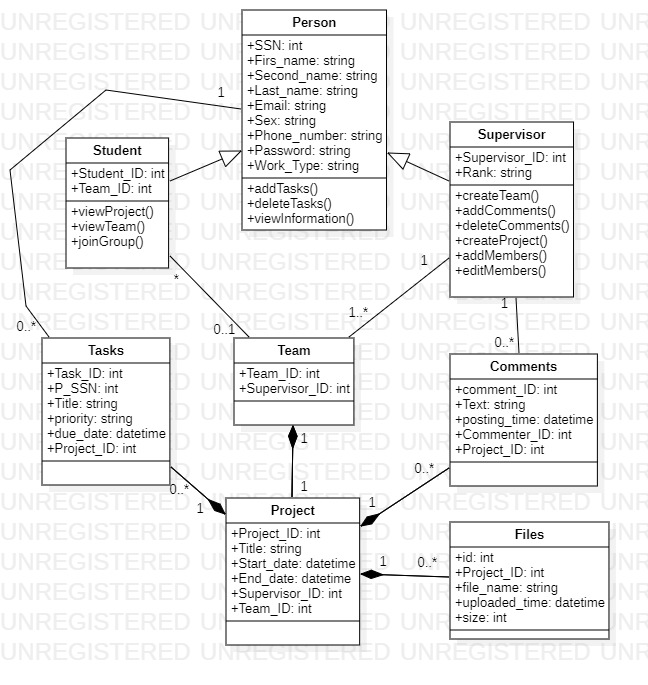 UNREGISTERED
Person
+SSN: int
+Firs_name: string
+Second_name: string
+Last_name: string
+Email: string
+Sex: string
+Phone_number: string
+Password: string
+Work_Type: string
+addTasks()
+deleteTasks()
+viewInformation()
1
Student
+Student_ID: int
+Team_ID: int
+viewProject()
+viewTeam()
+joinGroup()
Supervisor
+Supervisor_ID: int
+Rank: string
+createTeam()
+addComments()
+deleteComments()
+createProject()
+addMembers()
+editMembers()
*
0..1
1
1..*
1
0..*
0..*
Tasks
+Task_ID: int
+P_SSN: int
+Title: string
+priority: string
+due_date: datetime
+Project_ID: int
Team
+Team_ID: int
+Supervisor_ID: int
Comments
+comment_ID: int
+Text: string
+posting_time: datetime
+Commenter_ID: int
+Project_ID: int
1
1
0..*
1
0..*
1
Project
+Project_ID: int
+Title: string
+Start_date: datetime
+End_date: datetime
+Supervisor_ID: int
+Team_ID: int
1
0..*
Files
+id: int
+Project_ID: int
+file_name: string
+uploaded_time: datetime
+size: int